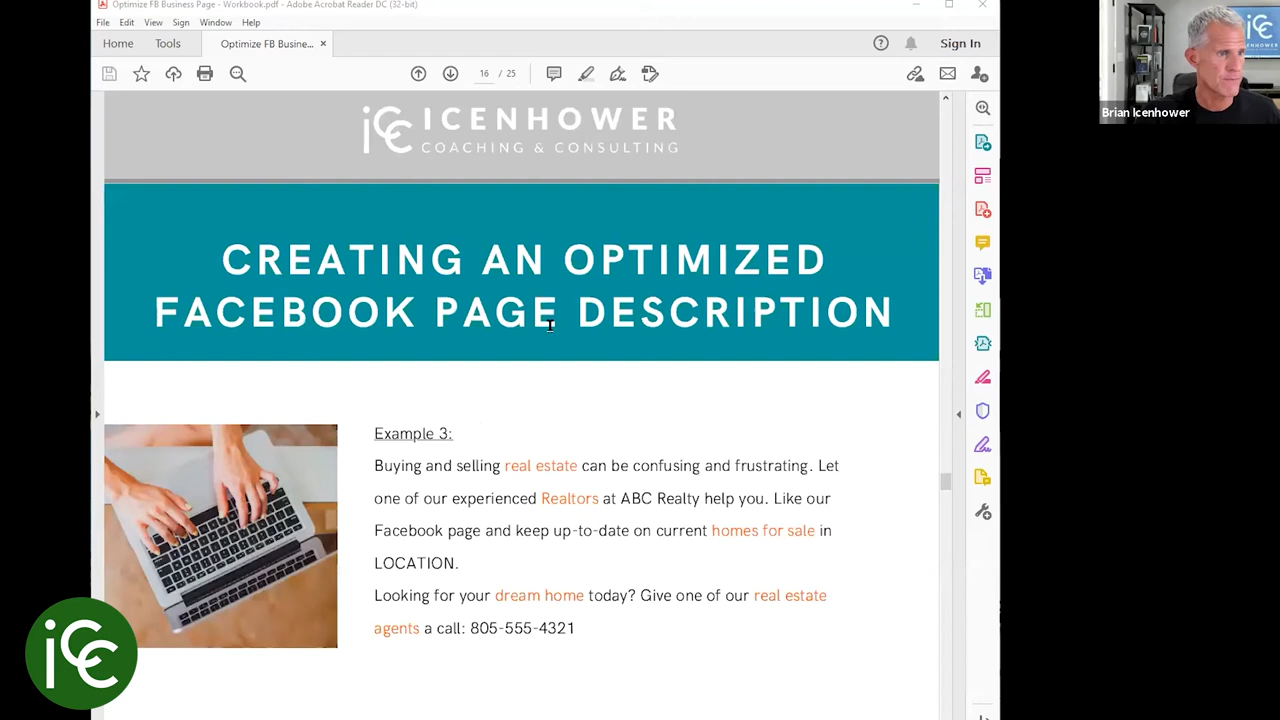 Optimize FB Business Page - Workbook.pdf - Adobe Acrobat Reader DC (32-bit)
File Edit View Sign Window Help
Home Tools Optimize FB Busine... × Sign In
16 / 25
iCC ICENHOWER
COACHING & CONSULTING
CREATING AN OPTIMIZED
FACEBOOK PAGE DESCRIPTION
Example 3:
Buying and selling real estate can be confusing and frustrating. Let
one of our experienced Realtors at ABC Realty help you. Like our
Facebook page and keep up-to-date on current homes for sale in
LOCATION.
Looking for your dream home today? Give one of our real estate
agents a call: 805-555-4321
iCC
Brian Icenhower